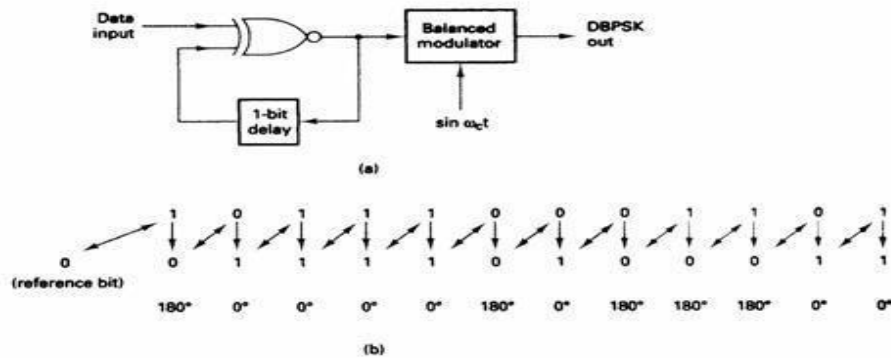 Data
input
Balanced
modulator
DBPSK
out
1-bit
delay
sin ωct
(a)
1 0 1 1 1 0 0 0 1 1 0 1
0 0 1 1 1 1 0 1 0 0 0 1 1
(reference bit)
180° 0° 0° 0° 0° 180° 0° 180° 180° 180° 0° 0°
(b)